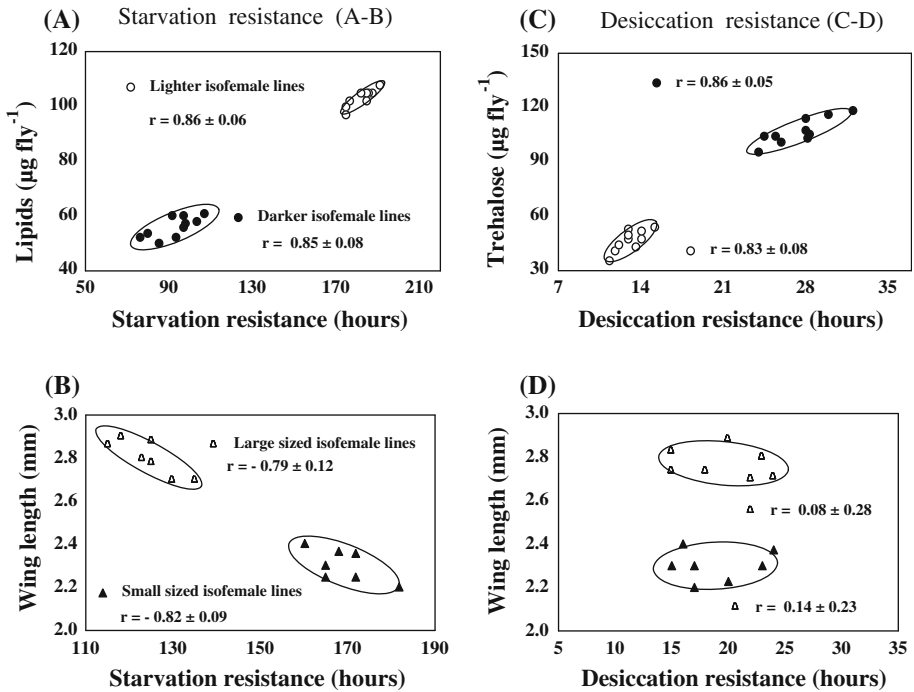 (A) Starvation resistance (A-B)
120
100
80
60
40
Lipids (µg fly⁻¹)
Lighter isofemale lines
r = 0.86 ± 0.06
Darker isofemale lines
r = 0.85 ± 0.08
50 90 130 170 210
Starvation resistance (hours)
(C) Desiccation resistance (C-D)
150
120
90
60
30
Trehalose (µg fly⁻¹)
r = 0.86 ± 0.05
r = 0.83 ± 0.08
7 14 21 28 35
Desiccation resistance (hours)
(B)
3.0
2.8
2.6
2.4
2.2
2.0
Wing length (mm)
Large sized isofemale lines
r = - 0.79 ± 0.12
Small sized isofemale lines
r = - 0.82 ± 0.09
110 130 150 170 190
Starvation resistance (hours)
(D)
3.0
2.8
2.6
2.4
2.2
2.0
Wing length (mm)
r = 0.08 ± 0.28
r = 0.14 ± 0.23
5 10 15 20 25 30 35
Desiccation resistance (hours)